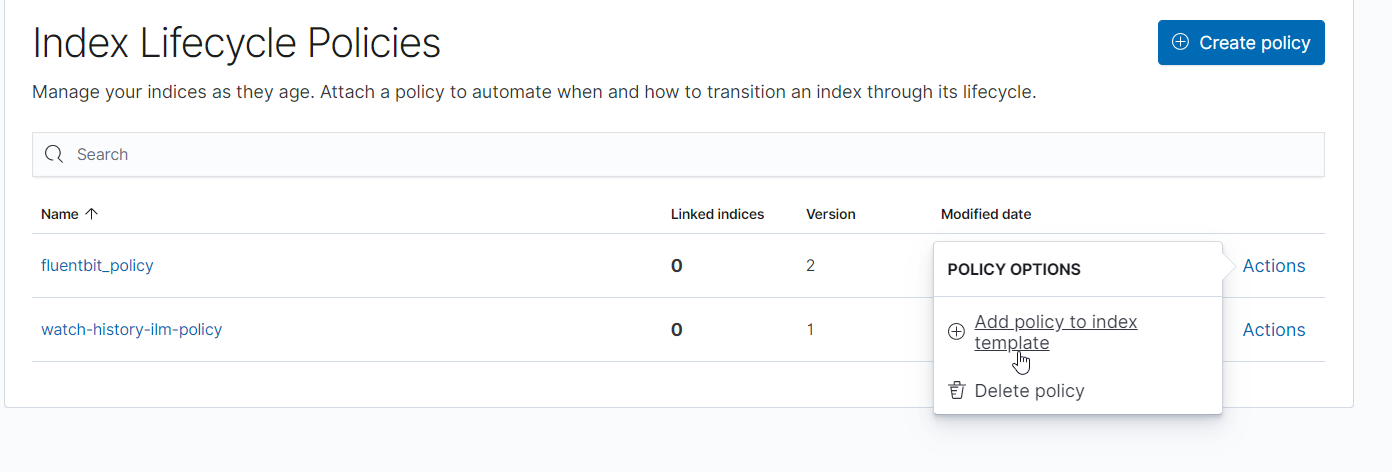 Index Lifecycle Policies
Create policy
Manage your indices as they age. Attach a policy to automate when and how to transition an index through its lifecycle.
Search
Name Linked indices Version Modified date
fluentbit_policy 0 2 Actions
POLICY OPTIONS
Add policy to index
template
Delete policy
watch-history-ilm-policy 0 1 Actions